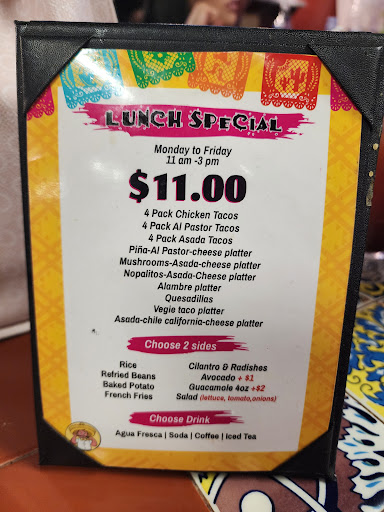 LUNCH SPECIAL
Monday to Friday
11 am -3 pm
$11.00
4 Pack Chicken Tacos
4 Pack Al Pastor Tacos
4 Pack Asada Tacos
Piña-Al Pastor-cheese platter
Mushrooms-Asada-cheese platter
Nopalitos-Asada-Cheese platter
Alambre platter
Quesadillas
Vegie taco platter
Asada-chile california-cheese platter
Choose 2 sides
Rice
Refried Beans
Baked Potato
French Fries
Cilantro & Radishes
Avocado + $1
Guacamole 4oz +$2
Salad (lettuce, tomato,onions)
Choose Drink
Agua Fresca | Soda | Coffee | Iced Tea